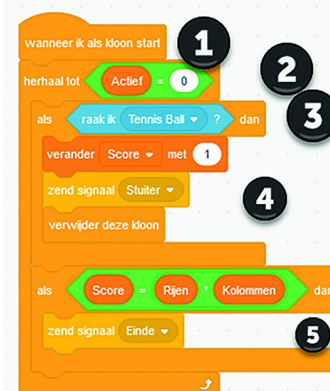 wanneer ik als kloon start 1
herhaal tot Actief = 0 2
als raak ik Tennis Ball ? dan 3
verander Score met 1
zend signaal Stuiter 4
verwijder deze kloon
als Score = Rijen * Kolommen dan
zend signaal Einde 5